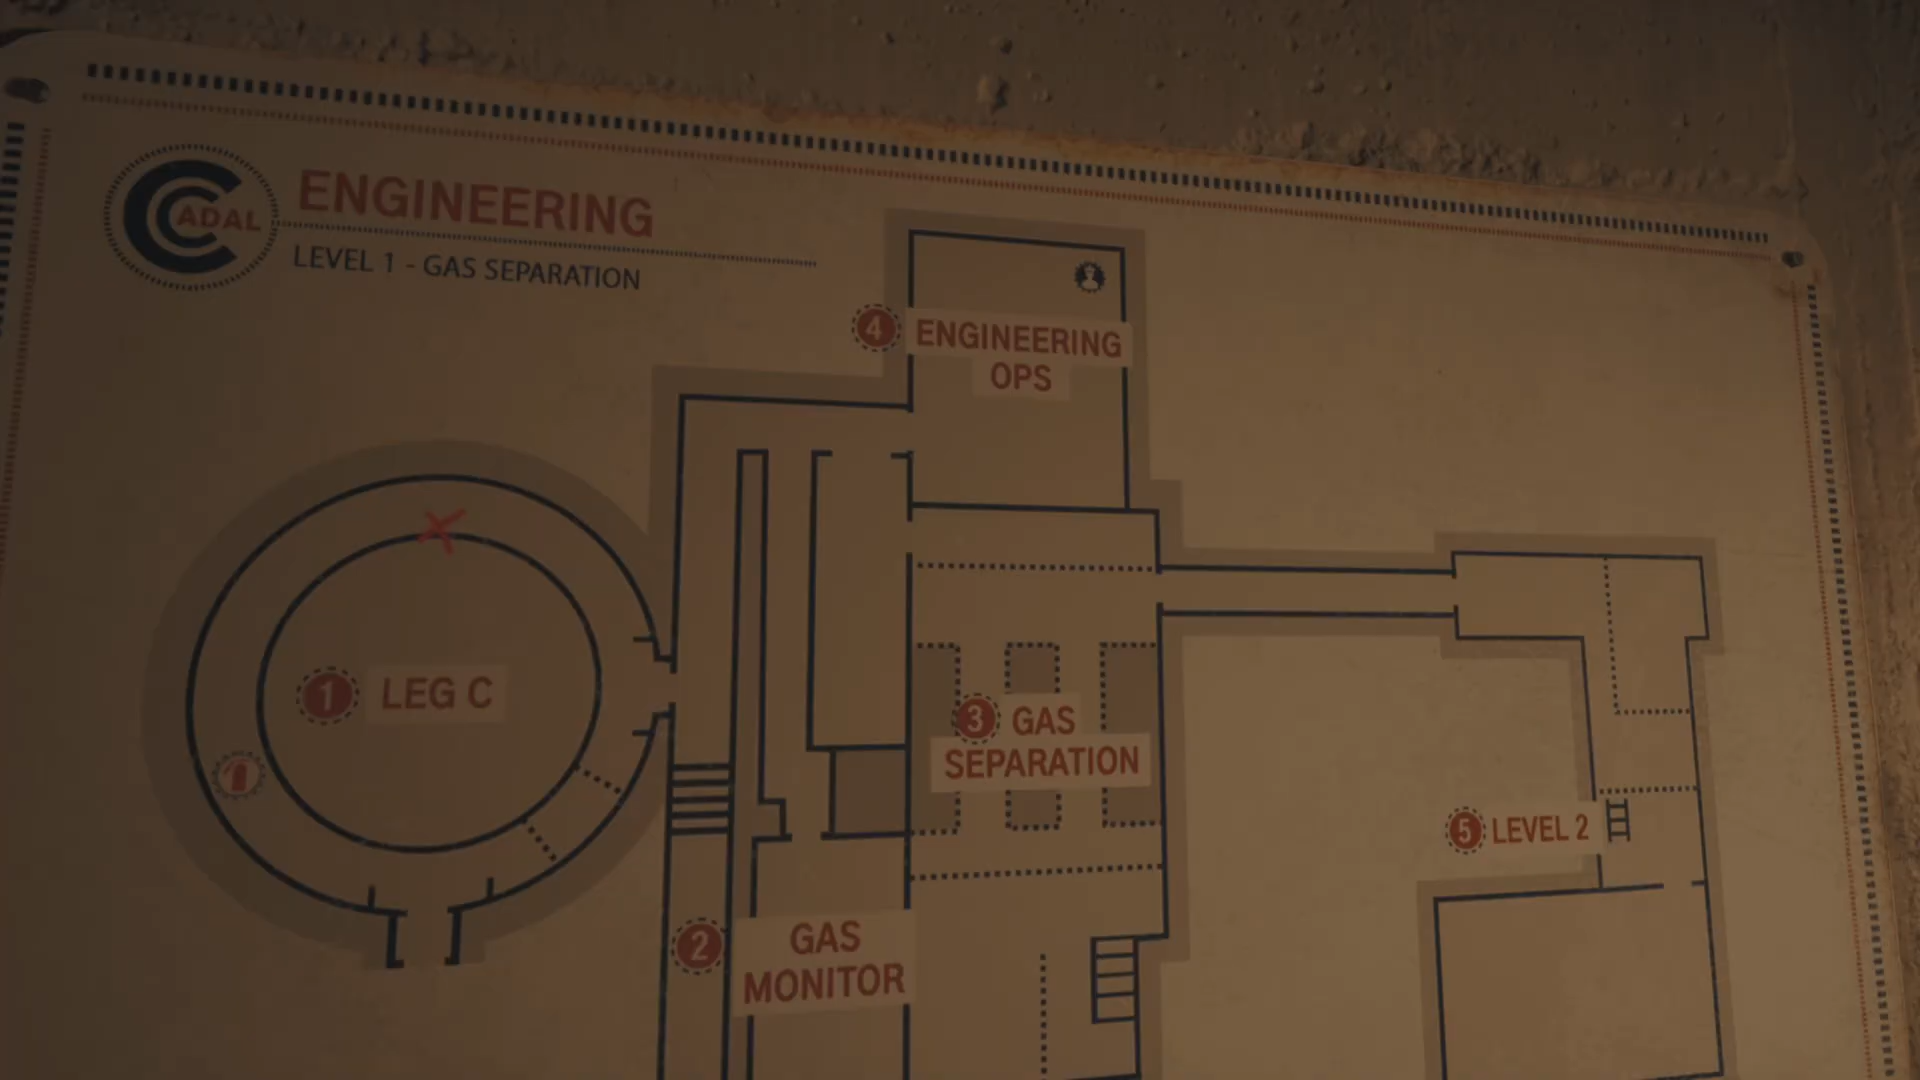 CADAL
ENGINEERING
LEVEL 1 - GAS SEPARATION
4 ENGINEERING
OPS
1 LEG C
3 GAS
SEPARATION
5 LEVEL 2
2 GAS
MONITOR